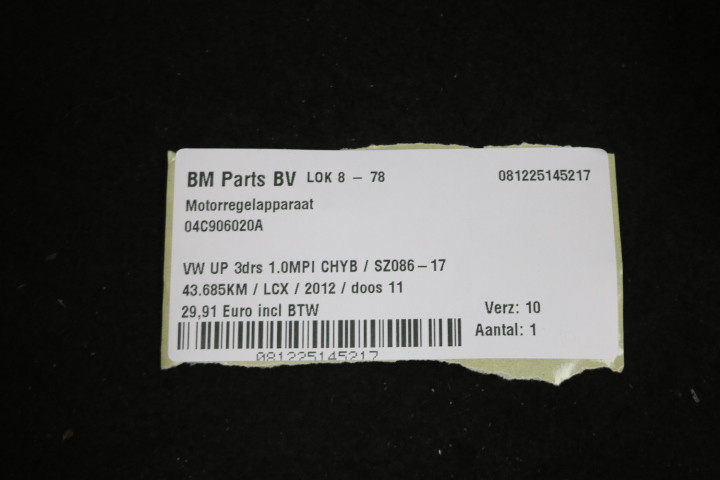 BM Parts BV LOK 8 - 78 081225145217
Motorregelapparaat
04C906020A
VW UP 3drs 1.0MPI CHYB / SZ086-17
43.685KM / LCX / 2012 / doos 11
29,91 Euro incl BTW Verz: 10
Aantal: 1
081225145217